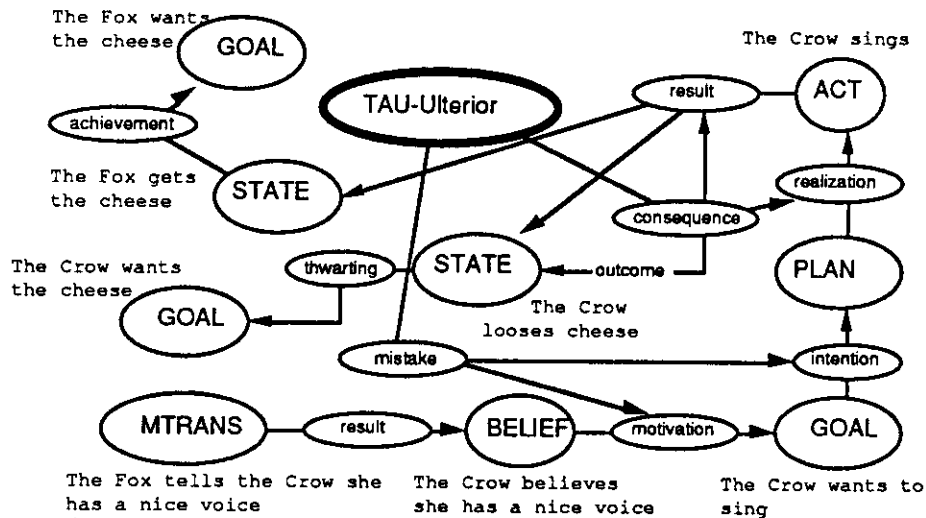 The Fox wants
the cheese
GOAL
The Crow sings
TAU-Ulterior
result
ACT
achievement
The Fox gets
the cheese
STATE
realization
consequence
The Crow wants
the cheese
thwarting
STATE
outcome
PLAN
GOAL
The Crow
looses cheese
mistake
intention
MTRANS
result
BELIEF
motivation
GOAL
The Fox tells the Crow she
has a nice voice
The Crow believes
she has a nice voice
The Crow wants to
sing